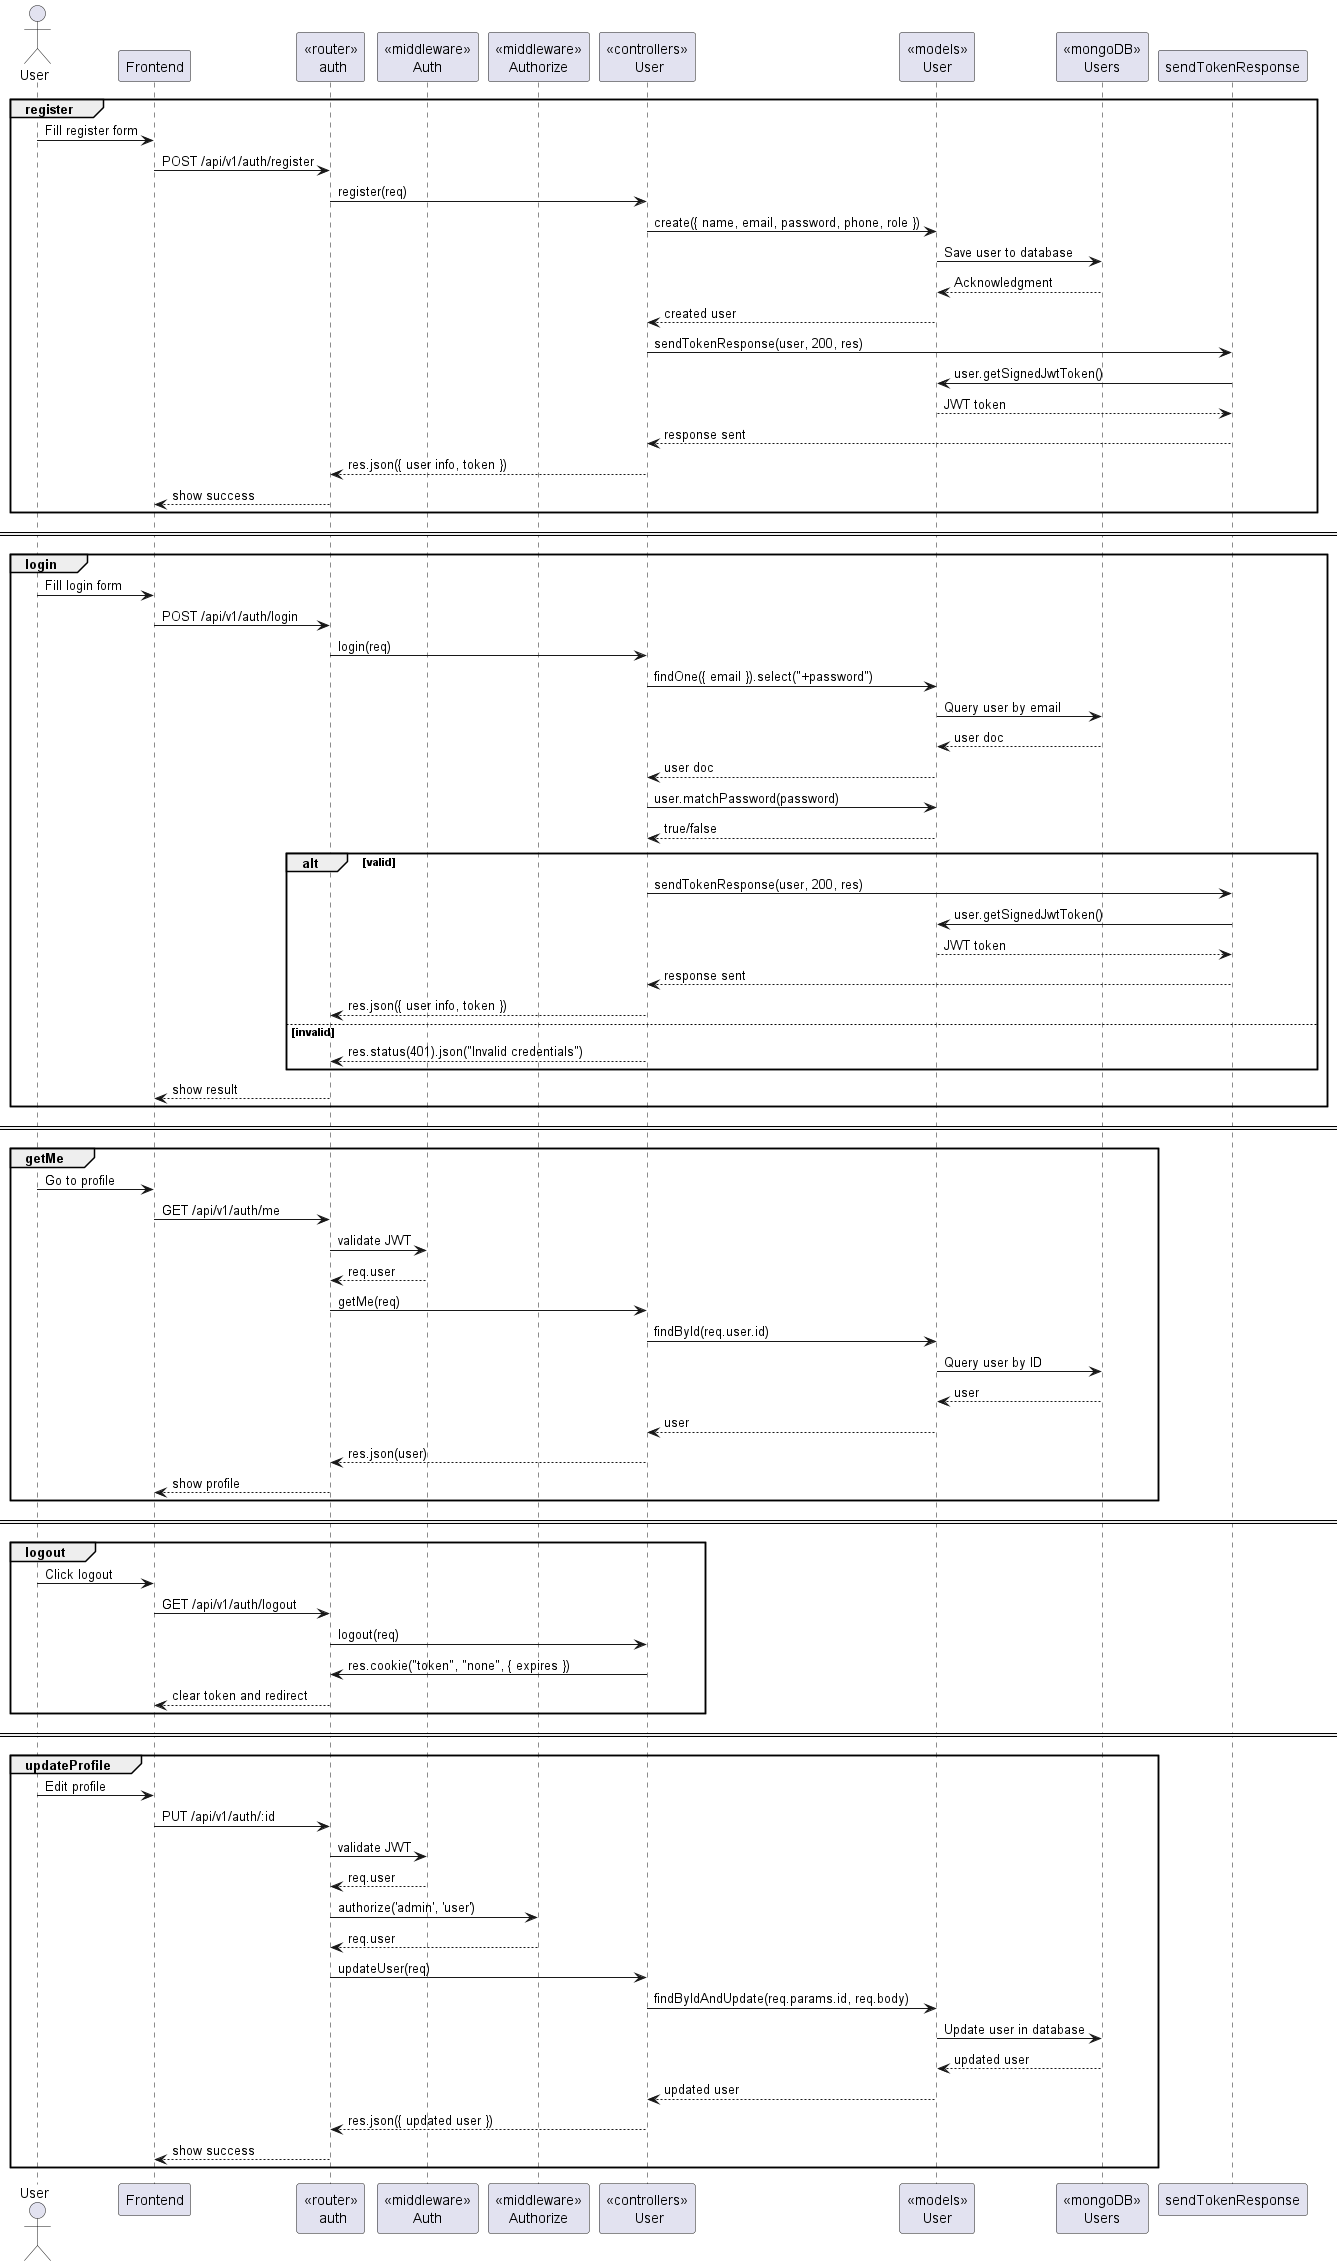 User
Frontend
«router»
auth
«middleware»
Auth
«middleware»
Authorize
«controllers»
User
«models»
User
«mongoDB»
Users
sendTokenResponse
register
Fill register form
POST /api/v1/auth/register
register(req)
create({ name, email, password, phone, role })
Save user to database
Acknowledgment
created user
sendTokenResponse(user, 200, res)
user.getSignedJwtToken()
JWT token
response sent
res.json({ user info, token })
show success
login
Fill login form
POST /api/v1/auth/login
login(req)
findOne({ email }).select("+password")
Query user by email
user doc
user doc
user.matchPassword(password)
true/false
alt [valid]
sendTokenResponse(user, 200, res)
user.getSignedJwtToken()
JWT token
response sent
res.json({ user info, token })
[invalid]
res.status(401).json("Invalid credentials")
show result
getMe
Go to profile
GET /api/v1/auth/me
validate JWT
req.user
getMe(req)
findById(req.user.id)
Query user by ID
user
user
res.json(user)
show profile
logout
Click logout
GET /api/v1/auth/logout
logout(req)
res.cookie("token", "none", { expires })
clear token and redirect
updateProfile
Edit profile
PUT /api/v1/auth/:id
validate JWT
req.user
authorize('admin', 'user')
req.user
updateUser(req)
findByIdAndUpdate(req.params.id, req.body)
Update user in database
updated user
updated user
res.json({ updated user })
show success
User
Frontend
«router»
auth
«middleware»
Auth
«middleware»
Authorize
«controllers»
User
«models»
User
«mongoDB»
Users
sendTokenResponse